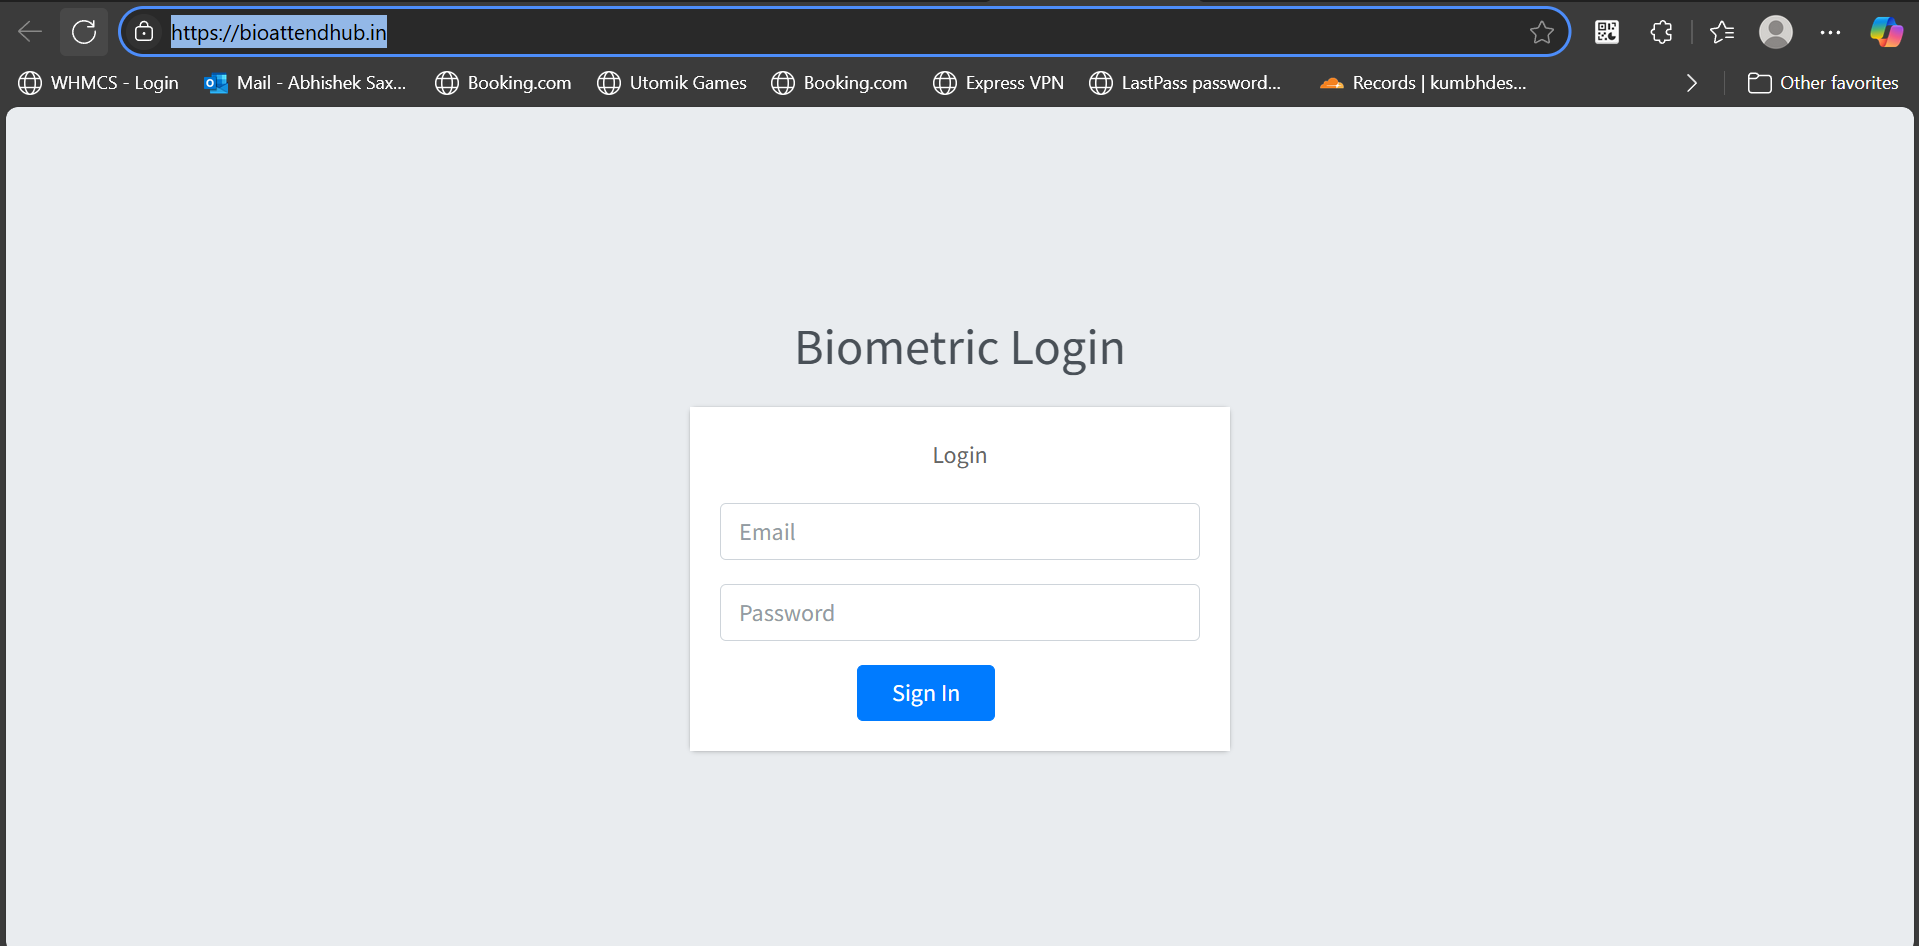 https://bioattendhub.in
WHMCS - Login Mail - Abhishek Sax... Booking.com Utomik Games Booking.com Express VPN LastPass password... Records | kumbhdes... Other favorites
Biometric Login
Login
Email
Password
Sign In